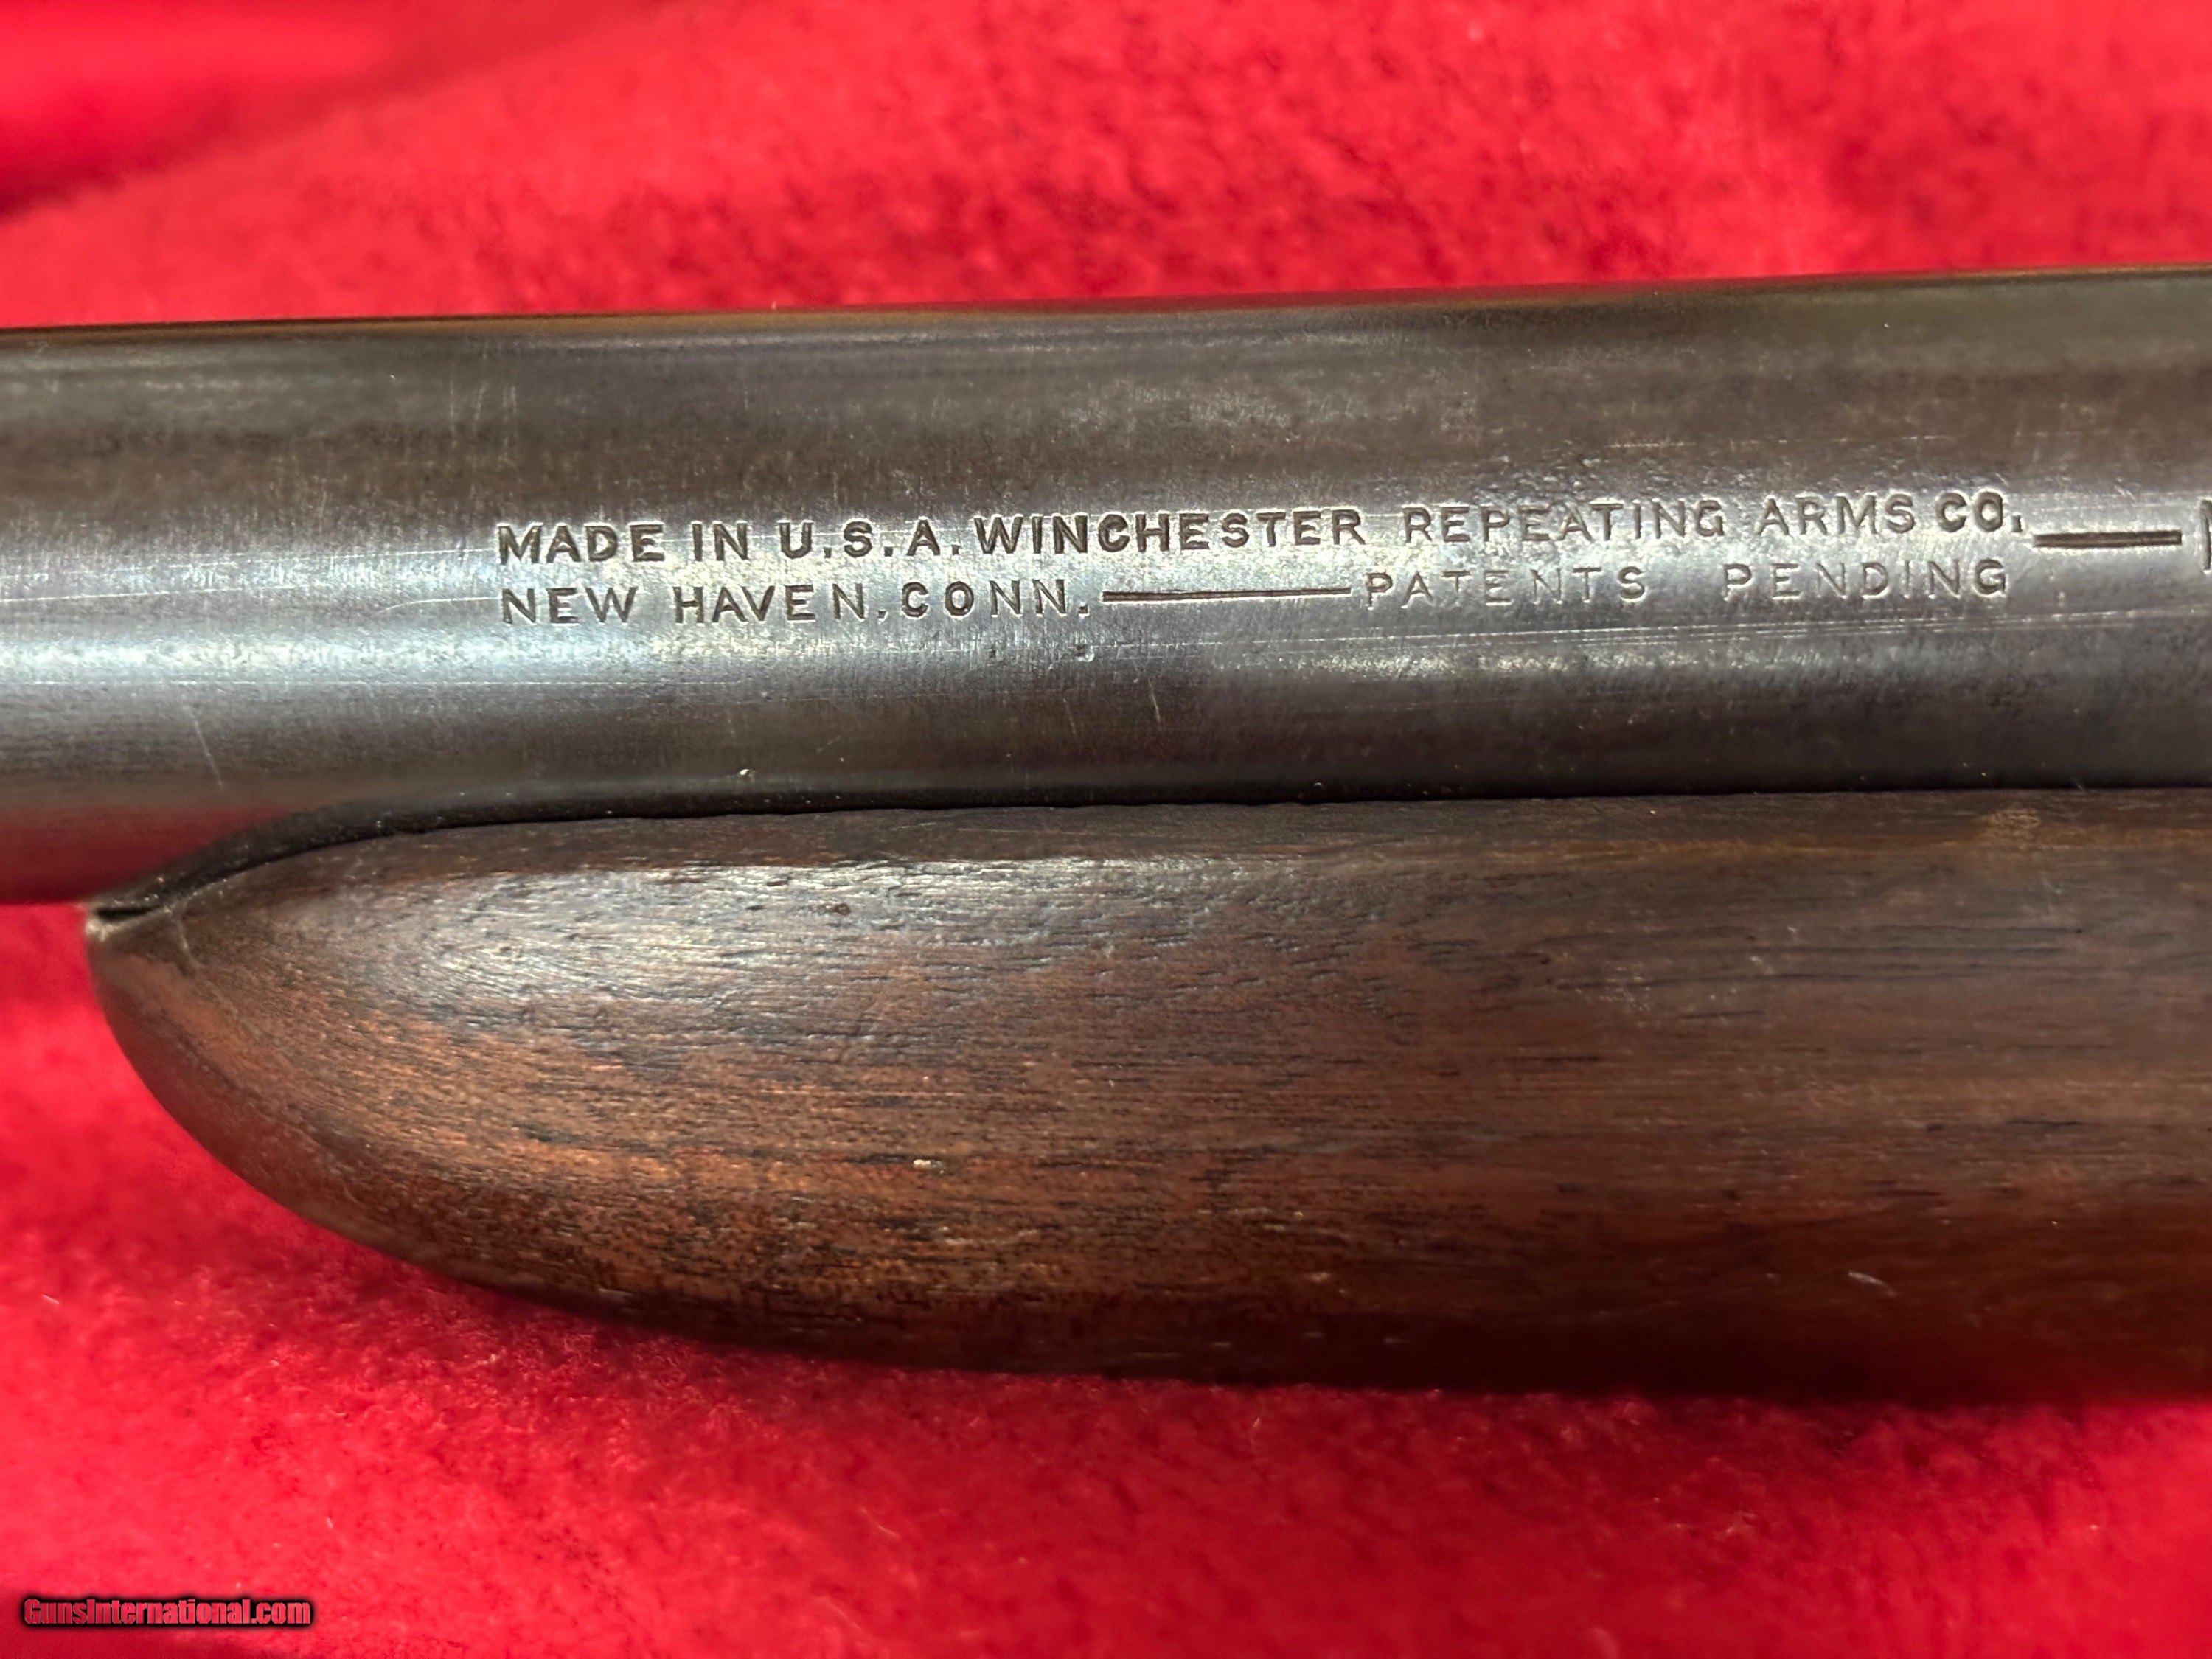 MADE IN U.S.A. WINCHESTER REPEATING ARMS CO. —
NEW HAVEN, CONN. — PATENTS PENDING
GunsInternational.com